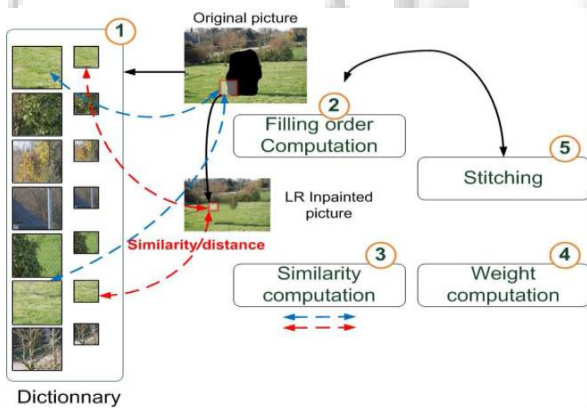 Original picture
1
2
Filling order
Computation
5
Stitching
LR Inpainted
picture
Similarity/distance
3
Similarity
computation
4
Weight
computation
Dictionnary